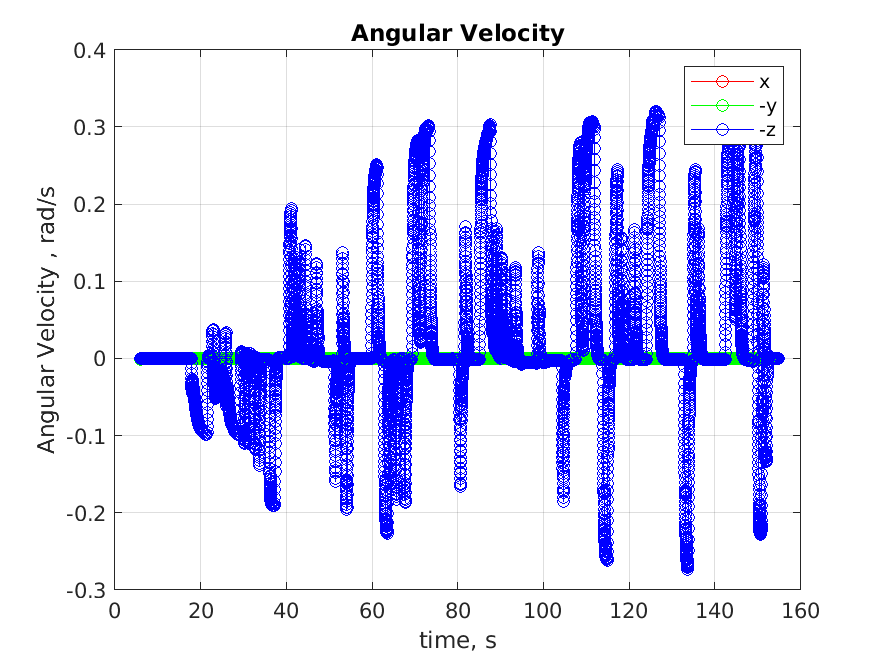 Angular Velocity
0.4
0.3
0.2
0.1
0
-0.1
-0.2
-0.3
Angular Velocity , rad/s
x
-y
-z
0 20 40 60 80 100 120 140 160
time, s